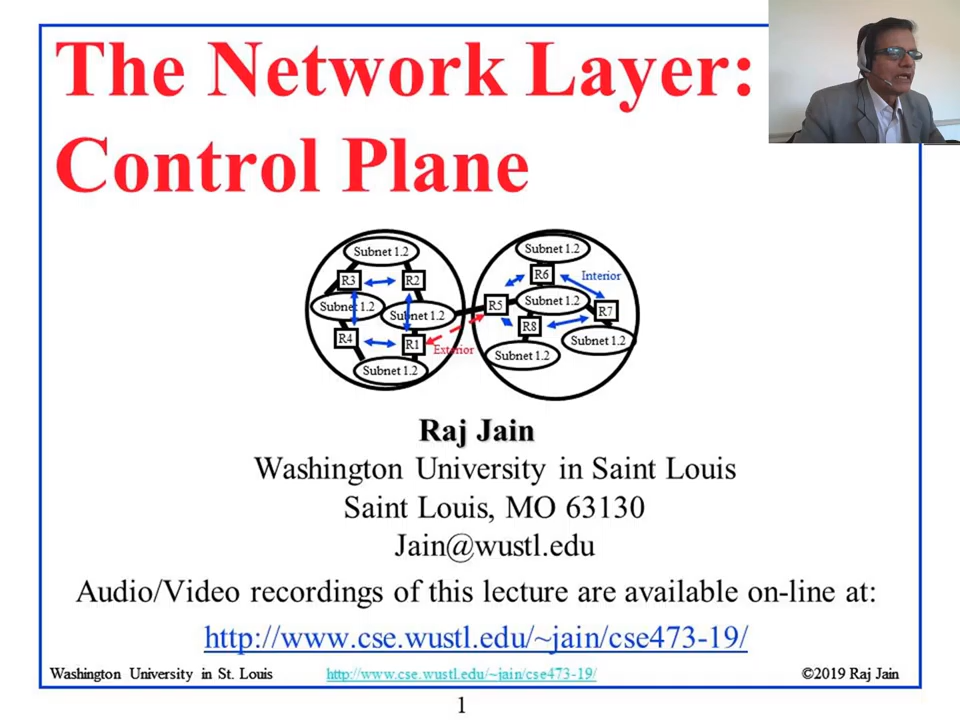 The Network Layer:
Control Plane
Subnet 1.2
Subnet 1.2
R3
R2
R6
Interior
Subnet 1.2
Subnet 1.2
R5
Subnet 1.2
R7
R4
R1
Exterior
R8
Subnet 1.2
Subnet 1.2
Subnet 1.2
Raj Jain
Washington University in Saint Louis
Saint Louis, MO 63130
Jain@wustl.edu
Audio/Video recordings of this lecture are available on-line at:
http://www.cse.wustl.edu/~jain/cse473-19/
Washington University in St. Louis
http://www.cse.wustl.edu/~jain/cse473-19/
©2019 Raj Jain
1